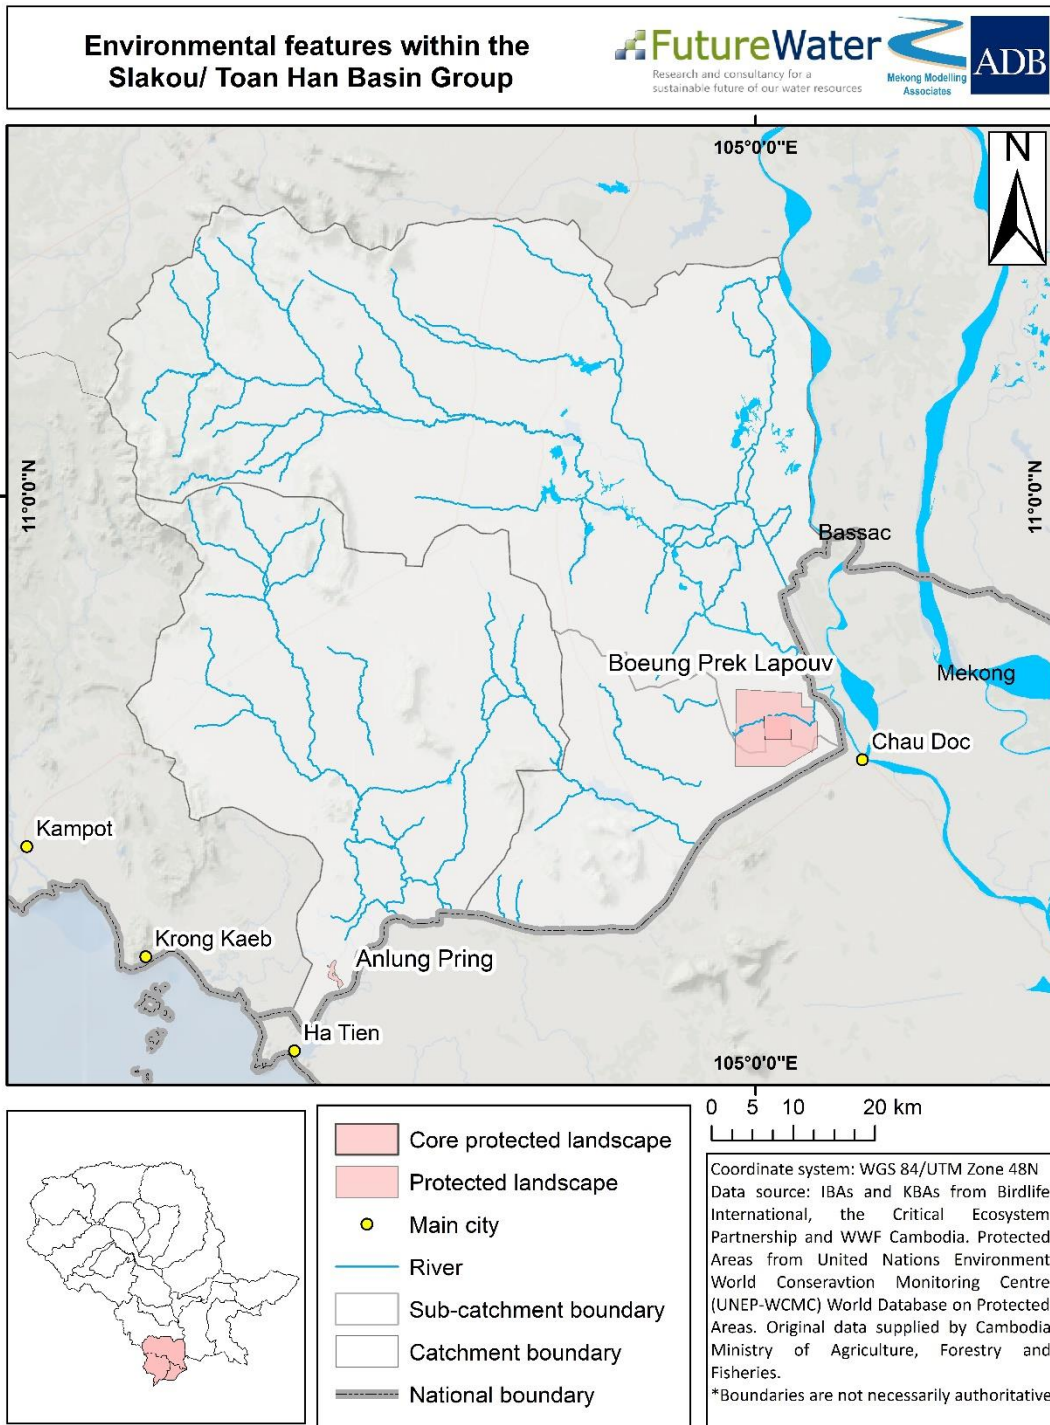 Environmental features within the
Slakou/ Toan Han Basin Group
FutureWater
Research and consultancy for a
sustainable future of our water resources
Mekong Modelling
Associates
ADB
105°0'0"E
N
11°0'0"N
11°0'0"N
Bassac
Boeung Prek Lapouv
Mekong
Chau Doc
Kampot
Krong Kaeb
Anlung Pring
Ha Tien
105°0'0"E
0 5 10 20 km
Core protected landscape
Protected landscape
Main city
River
Sub-catchment boundary
Catchment boundary
National boundary
Coordinate system: WGS 84/UTM Zone 48N
Data source: IBAs and KBAs from Birdlife
International, the Critical Ecosystem
Partnership and WWF Cambodia. Protected
Areas from United Nations Environment
World Conseravtion Monitoring Centre
(UNEP-WCMC) World Database on Protected
Areas. Original data supplied by Cambodia
Ministry of Agriculture, Forestry and
Fisheries.
*Boundaries are not necessarily authoritative